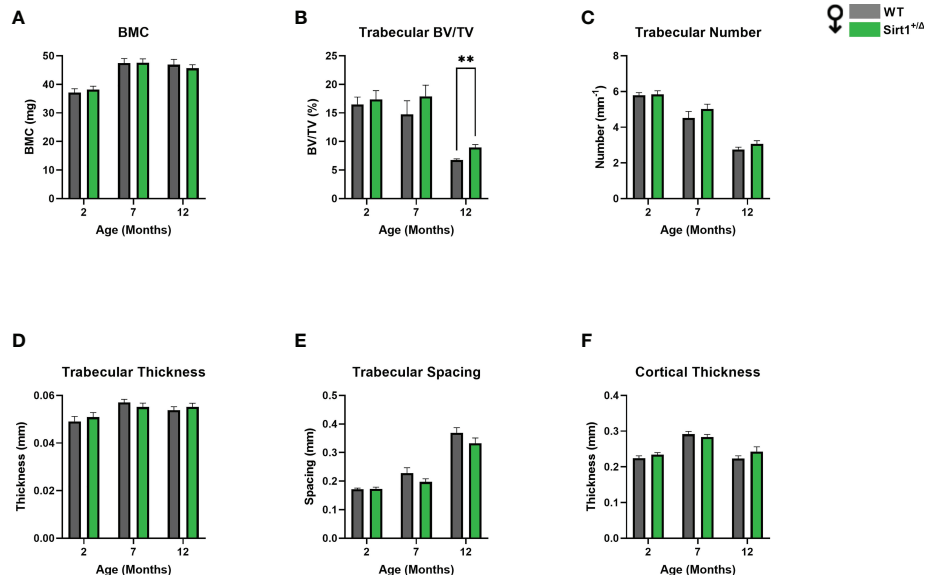 WT
Sirt1+/Δ
A
BMC
BMC (mg)
50
40
30
20
10
0
2 7 12
Age (Months)
B
Trabecular BV/TV
BV/TV (%)
25
20
15
10
5
0
**
2 7 12
Age (Months)
C
Trabecular Number
Number (mm-1)
8
6
4
2
0
2 7 12
Age (Months)
D
Trabecular Thickness
Thickness (mm)
0.06
0.04
0.02
0.00
2 7 12
Age (Months)
E
Trabecular Spacing
Spacing (mm)
0.5
0.4
0.3
0.2
0.1
0.0
2 7 12
Age (Months)
F
Cortical Thickness
Thickness (mm)
0.4
0.3
0.2
0.1
0.0
2 7 12
Age (Months)